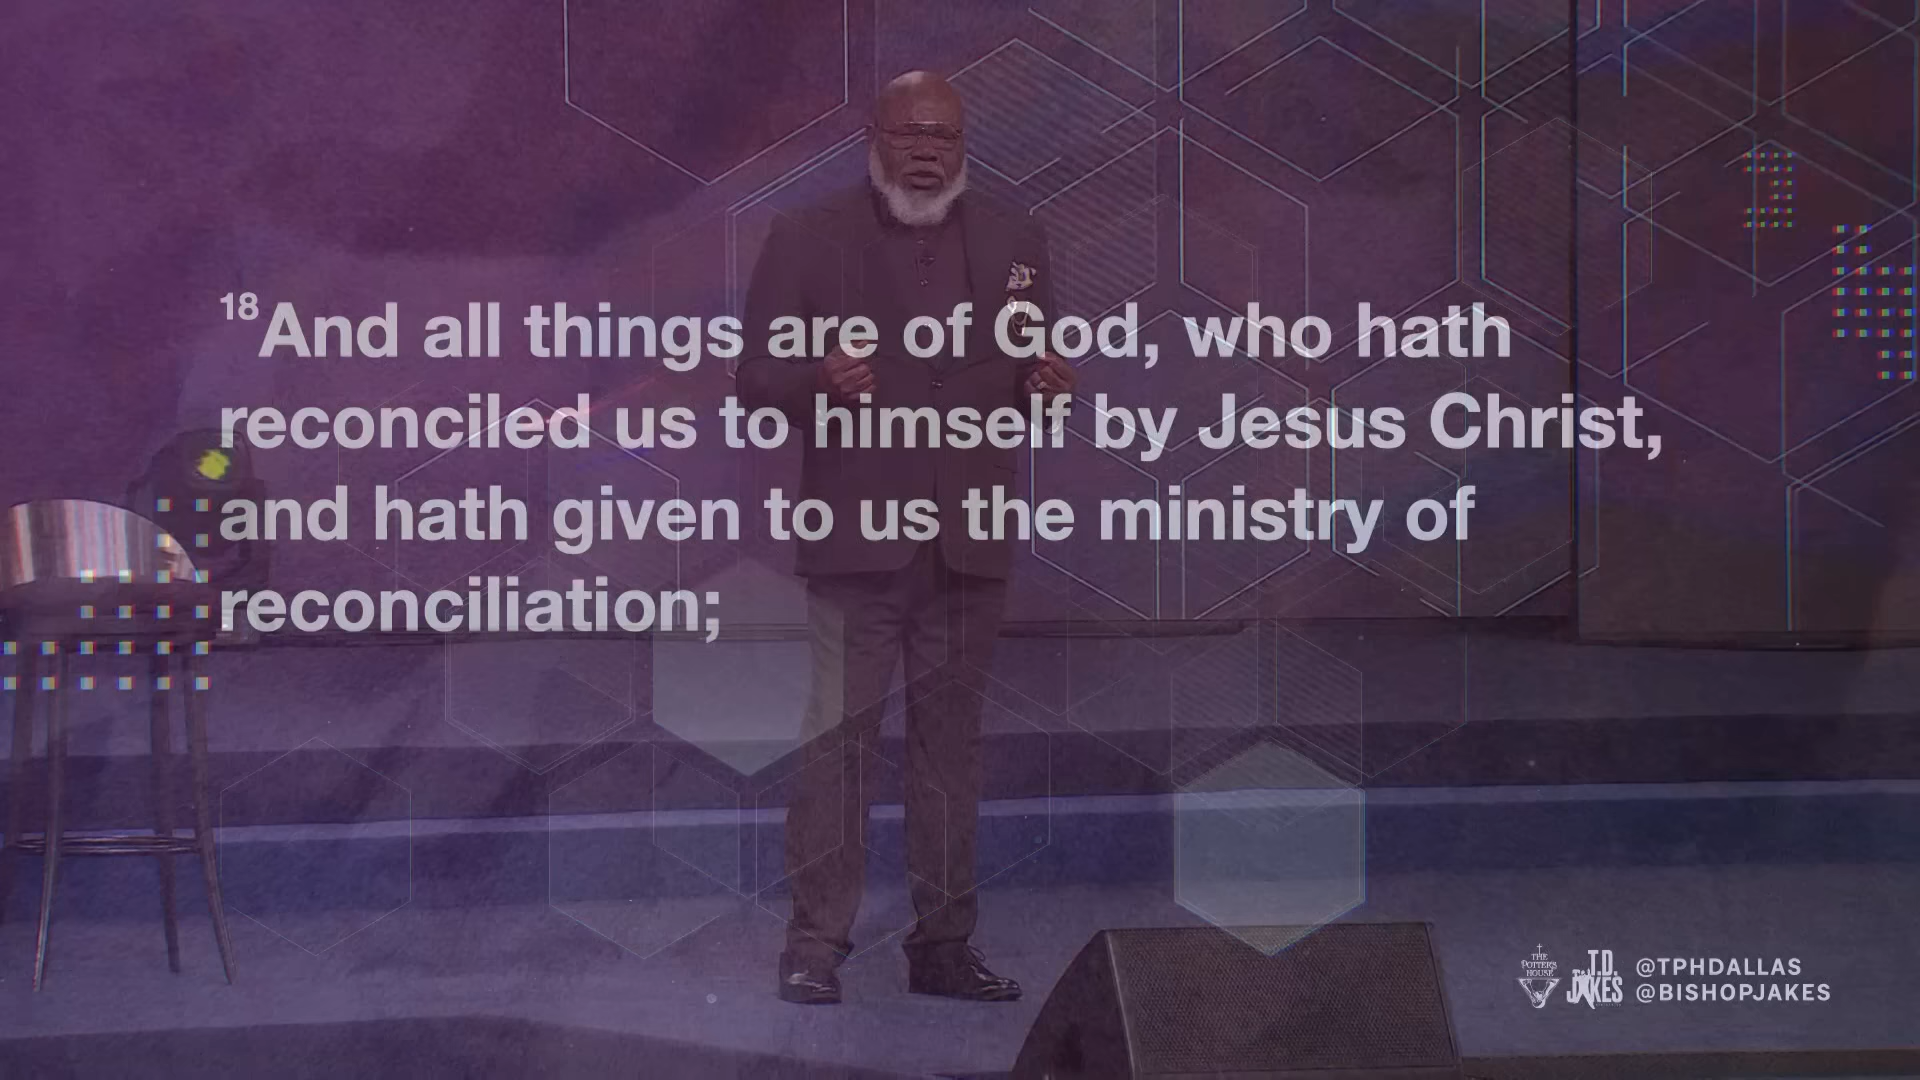 18And all things are of God, who hath
reconciled us to himself by Jesus Christ,
and hath given to us the ministry of
reconciliation;
THE
POTTER'S
HOUSE
T.D.
JAKES
@TPHDALLAS
@BISHOPJAKES